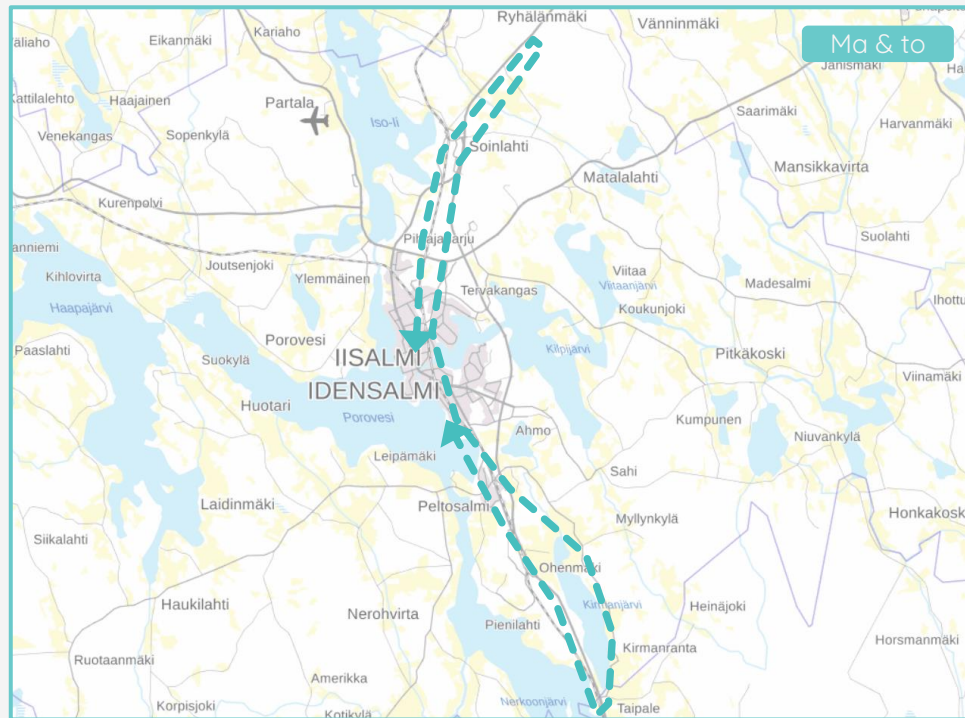 Ryhälänmäki
Vänninmäki
Kariaho
Eikanmäki
Ma & to
Jänismäki
Kattilalehto
Haajainen
Partala
Saarimäki
Harvanmäki
Iso-Ii
Venekangas
Sopenkylä
Soinlahti
Matalalahti
Mansikkavirta
Kurenpolvi
Suolahti
Kihlovirta
Joutsenjoki
Ylemmäinen
Viitaa
Viitaanjärvi
Madesalmi
Tervakangas
Haapajärvi
Koukunjoki
Paaslahti
Porovesi
Suokylä
IISALMI
IDENSALMI
Kilpijärvi
Pitkäkoski
Viinamäki
Huotari
Porovesi
Kumpunen
Ahmo
Niuvankylä
Leipämäki
Sahi
Laidinmäki
Peltosalmi
Myllynkylä
Honkakosk
Siikalahti
Ohenmäki
Haukilahti
Nerohvirta
Kirmanjärvi
Heinäjoki
Pienilahti
Horsmanmäki
Kirmanranta
Ruotaanmäki
Amerikka
Korpisjoki
Kotikylä
Nerkoonjärvi
Taipale